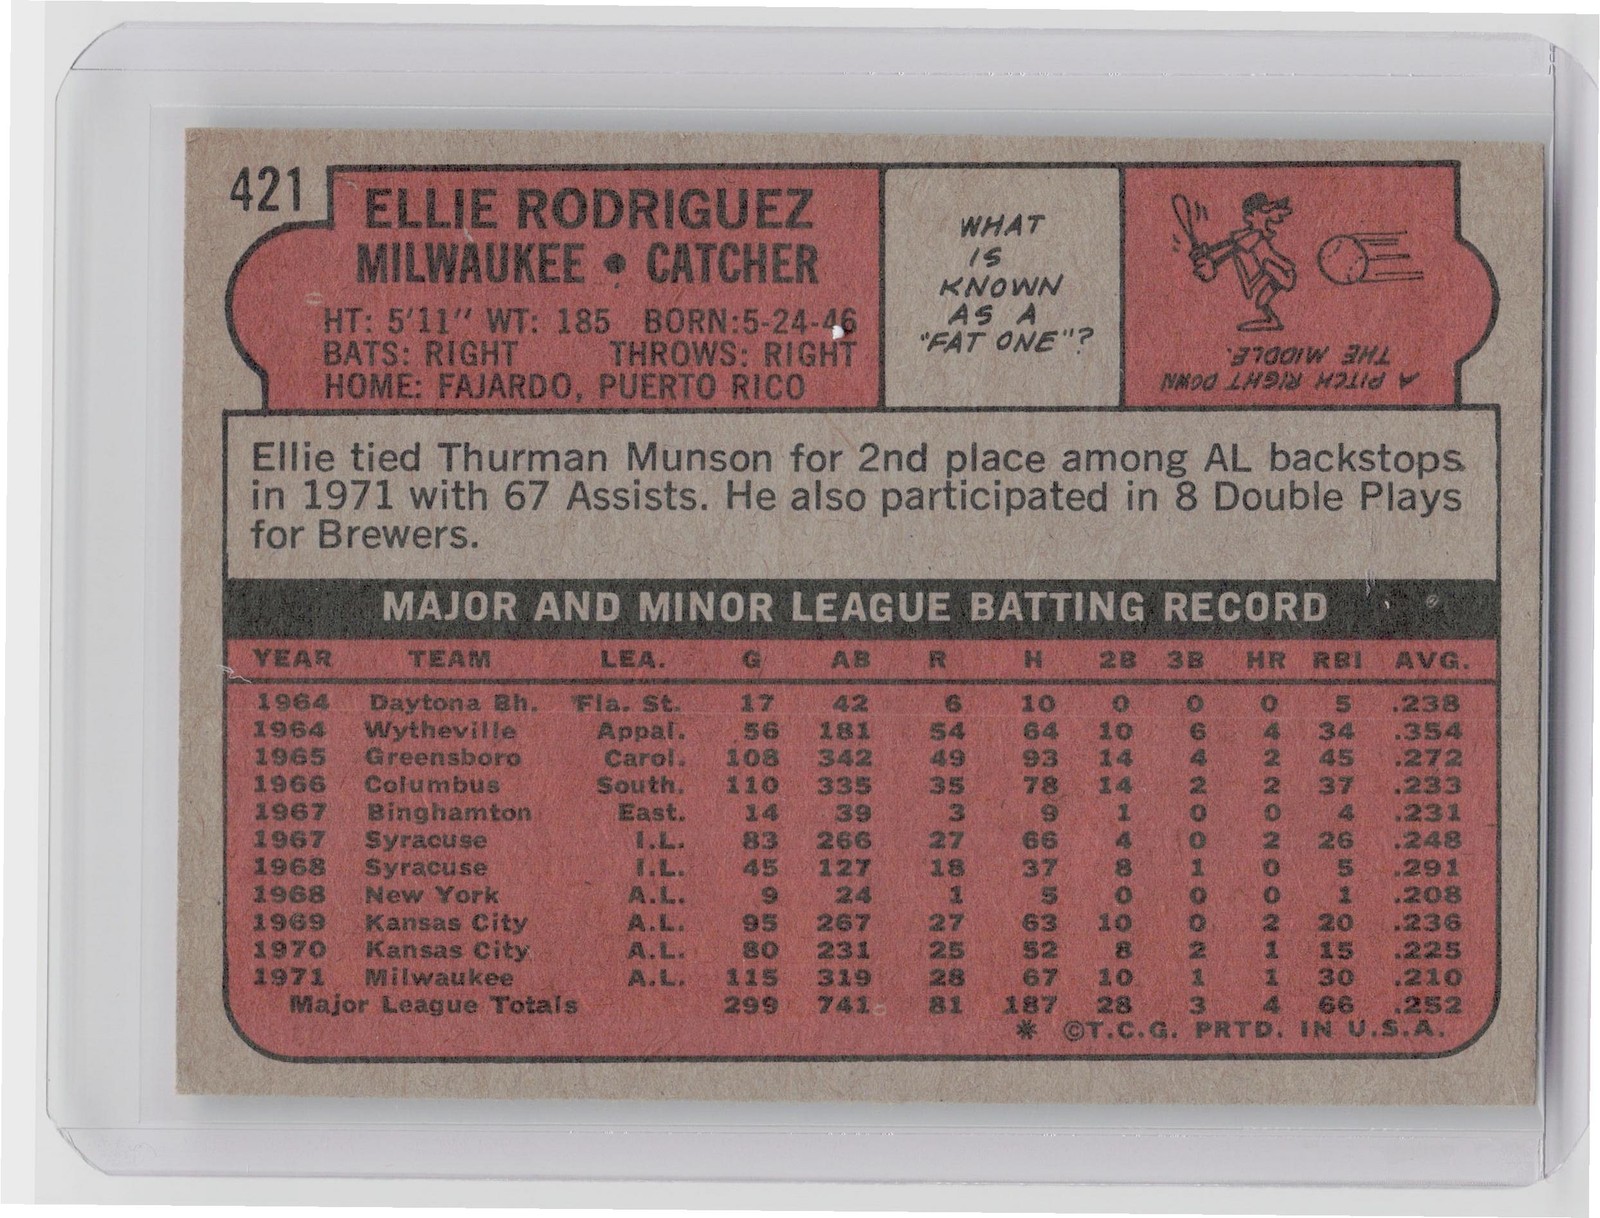 421
ELLIE RODRIGUEZ
MILWAUKEE • CATCHER
HT: 5'11" WT: 185 BORN:5-24-46
BATS: RIGHT THROWS: RIGHT
HOME: FAJARDO, PUERTO RICO
WHAT
IS
KNOWN
AS A
"FAT ONE"?
A PITCH RIGHT DOWN
THE MIDDLE.
Ellie tied Thurman Munson for 2nd place among AL backstops
in 1971 with 67 Assists. He also participated in 8 Double Plays
for Brewers.
MAJOR AND MINOR LEAGUE BATTING RECORD
YEAR TEAM LEA. G AB R H 2B 3B HR RBI AVG.
1964 Daytona Bh. Fla. St. 17 42 6 10 0 0 0 5 .238
1964 Wytheville Appal. 56 181 54 64 10 6 4 34 .354
1965 Greensboro Carol. 108 342 49 93 14 4 2 45 .272
1966 Columbus South. 110 335 35 78 14 2 2 37 .233
1967 Binghamton East. 14 39 3 9 1 0 0 4 .231
1967 Syracuse I.L. 83 266 27 66 4 0 2 26 .248
1968 Syracuse I.L. 45 127 18 37 8 1 0 5 .291
1968 New York A.L. 9 24 1 5 0 0 0 1 .208
1969 Kansas City A.L. 95 267 27 63 10 0 2 20 .236
1970 Kansas City A.L. 80 231 25 52 8 2 1 15 .225
1971 Milwaukee A.L. 115 319 28 67 10 1 1 30 .210
Major League Totals 299 741 81 187 28 3 4 66 .252
* ©T.C.G. PRTD. IN U.S.A.